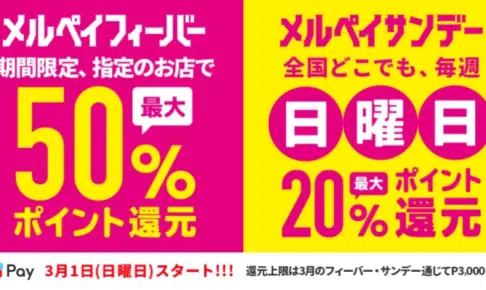 メルペイフィーバー
期間限定、指定のお店で
最大
50%
ポイント還元
メルペイサンデー
全国どこでも、毎週
日曜日
最大
20%
ポイント還元
Pay 3月1日(日曜日)スタート!!! 還元上限は3月のフィーバー・サンデー通じてP3,000